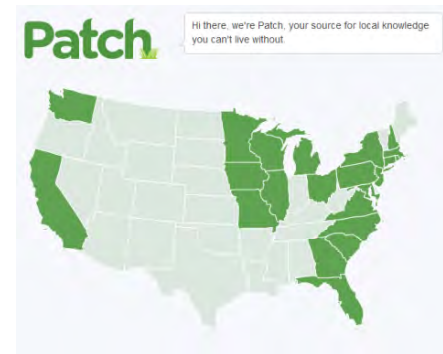 Patch
Hi there, we're Patch, your source for local knowledge
you can't live without.